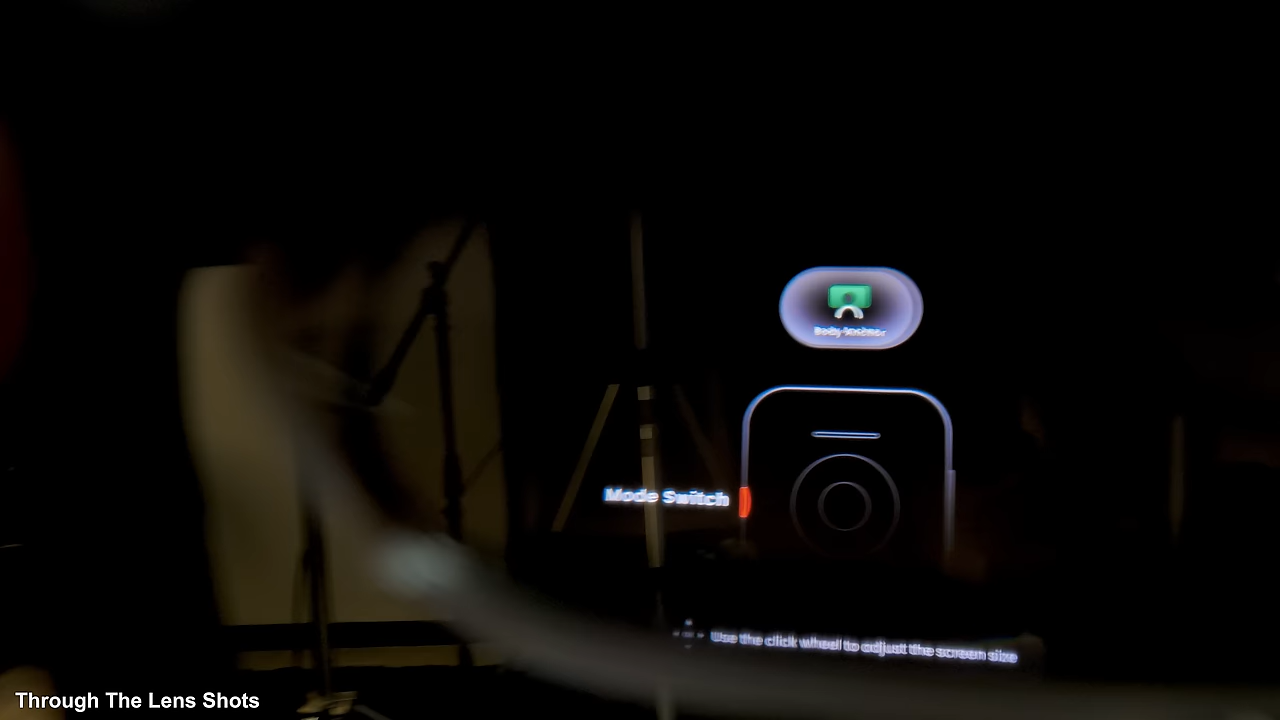 Body Anchor
Mode Switch
Use the click wheel to adjust the screen size
Through The Lens Shots